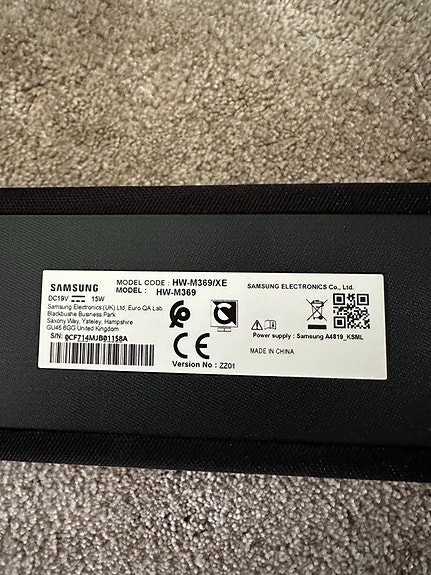 SAMSUNG
DC19V 15W
MODEL CODE : HW-M369/XE
MODEL : HW-M369
Samsung Electronics (UK) Ltd, Euro QA Lab.
Blackbushe Business Park
Saxony Way, Yateley, Hampshire
GU46 6GG United Kingdom
S/N: 0CF714MJB01158A
CE
Version No : ZZ01
SAMSUNG ELECTRONICS Co., Ltd.
Power supply : Samsung A4819_KSML
MADE IN CHINA